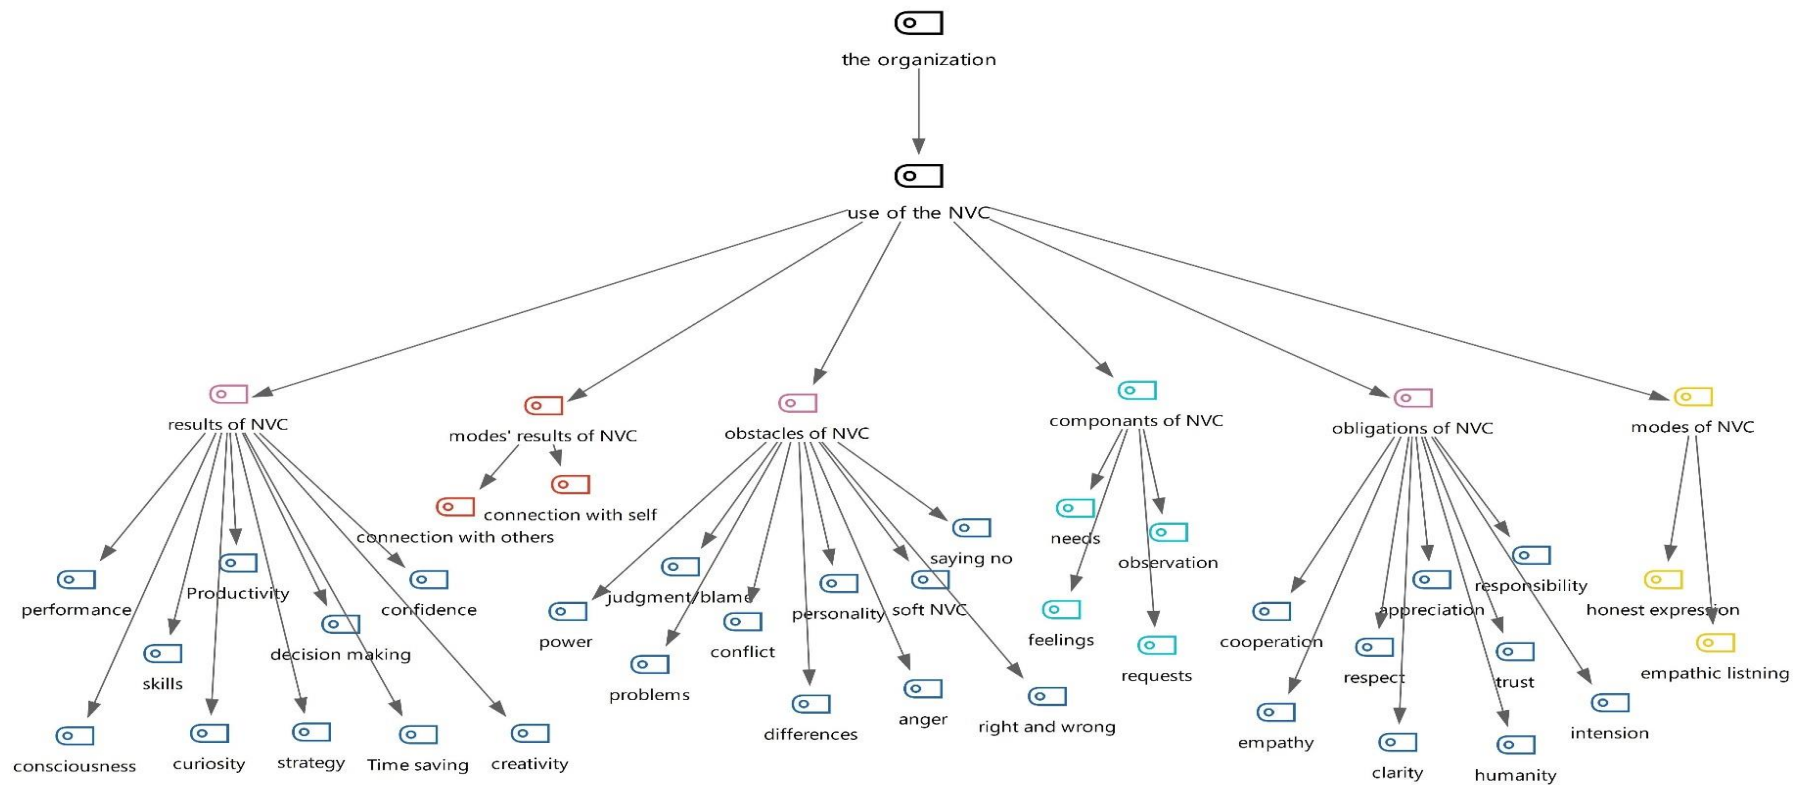 the organization
use of the NVC
results of NVC
modes' results of NVC
obstacles of NVC
componants of NVC
obligations of NVC
modes of NVC
performance
consciousness
skills
Productivity
curiosity
strategy
decision making
Time saving
confidence
creativity
connection with others
connection with self
power
judgment/blame
problems
conflict
differences
personality
anger
soft NVC
right and wrong
saying no
needs
feelings
observation
requests
cooperation
empathy
respect
clarity
appreciation
trust
humanity
responsibility
intension
honest expression
empathic listning